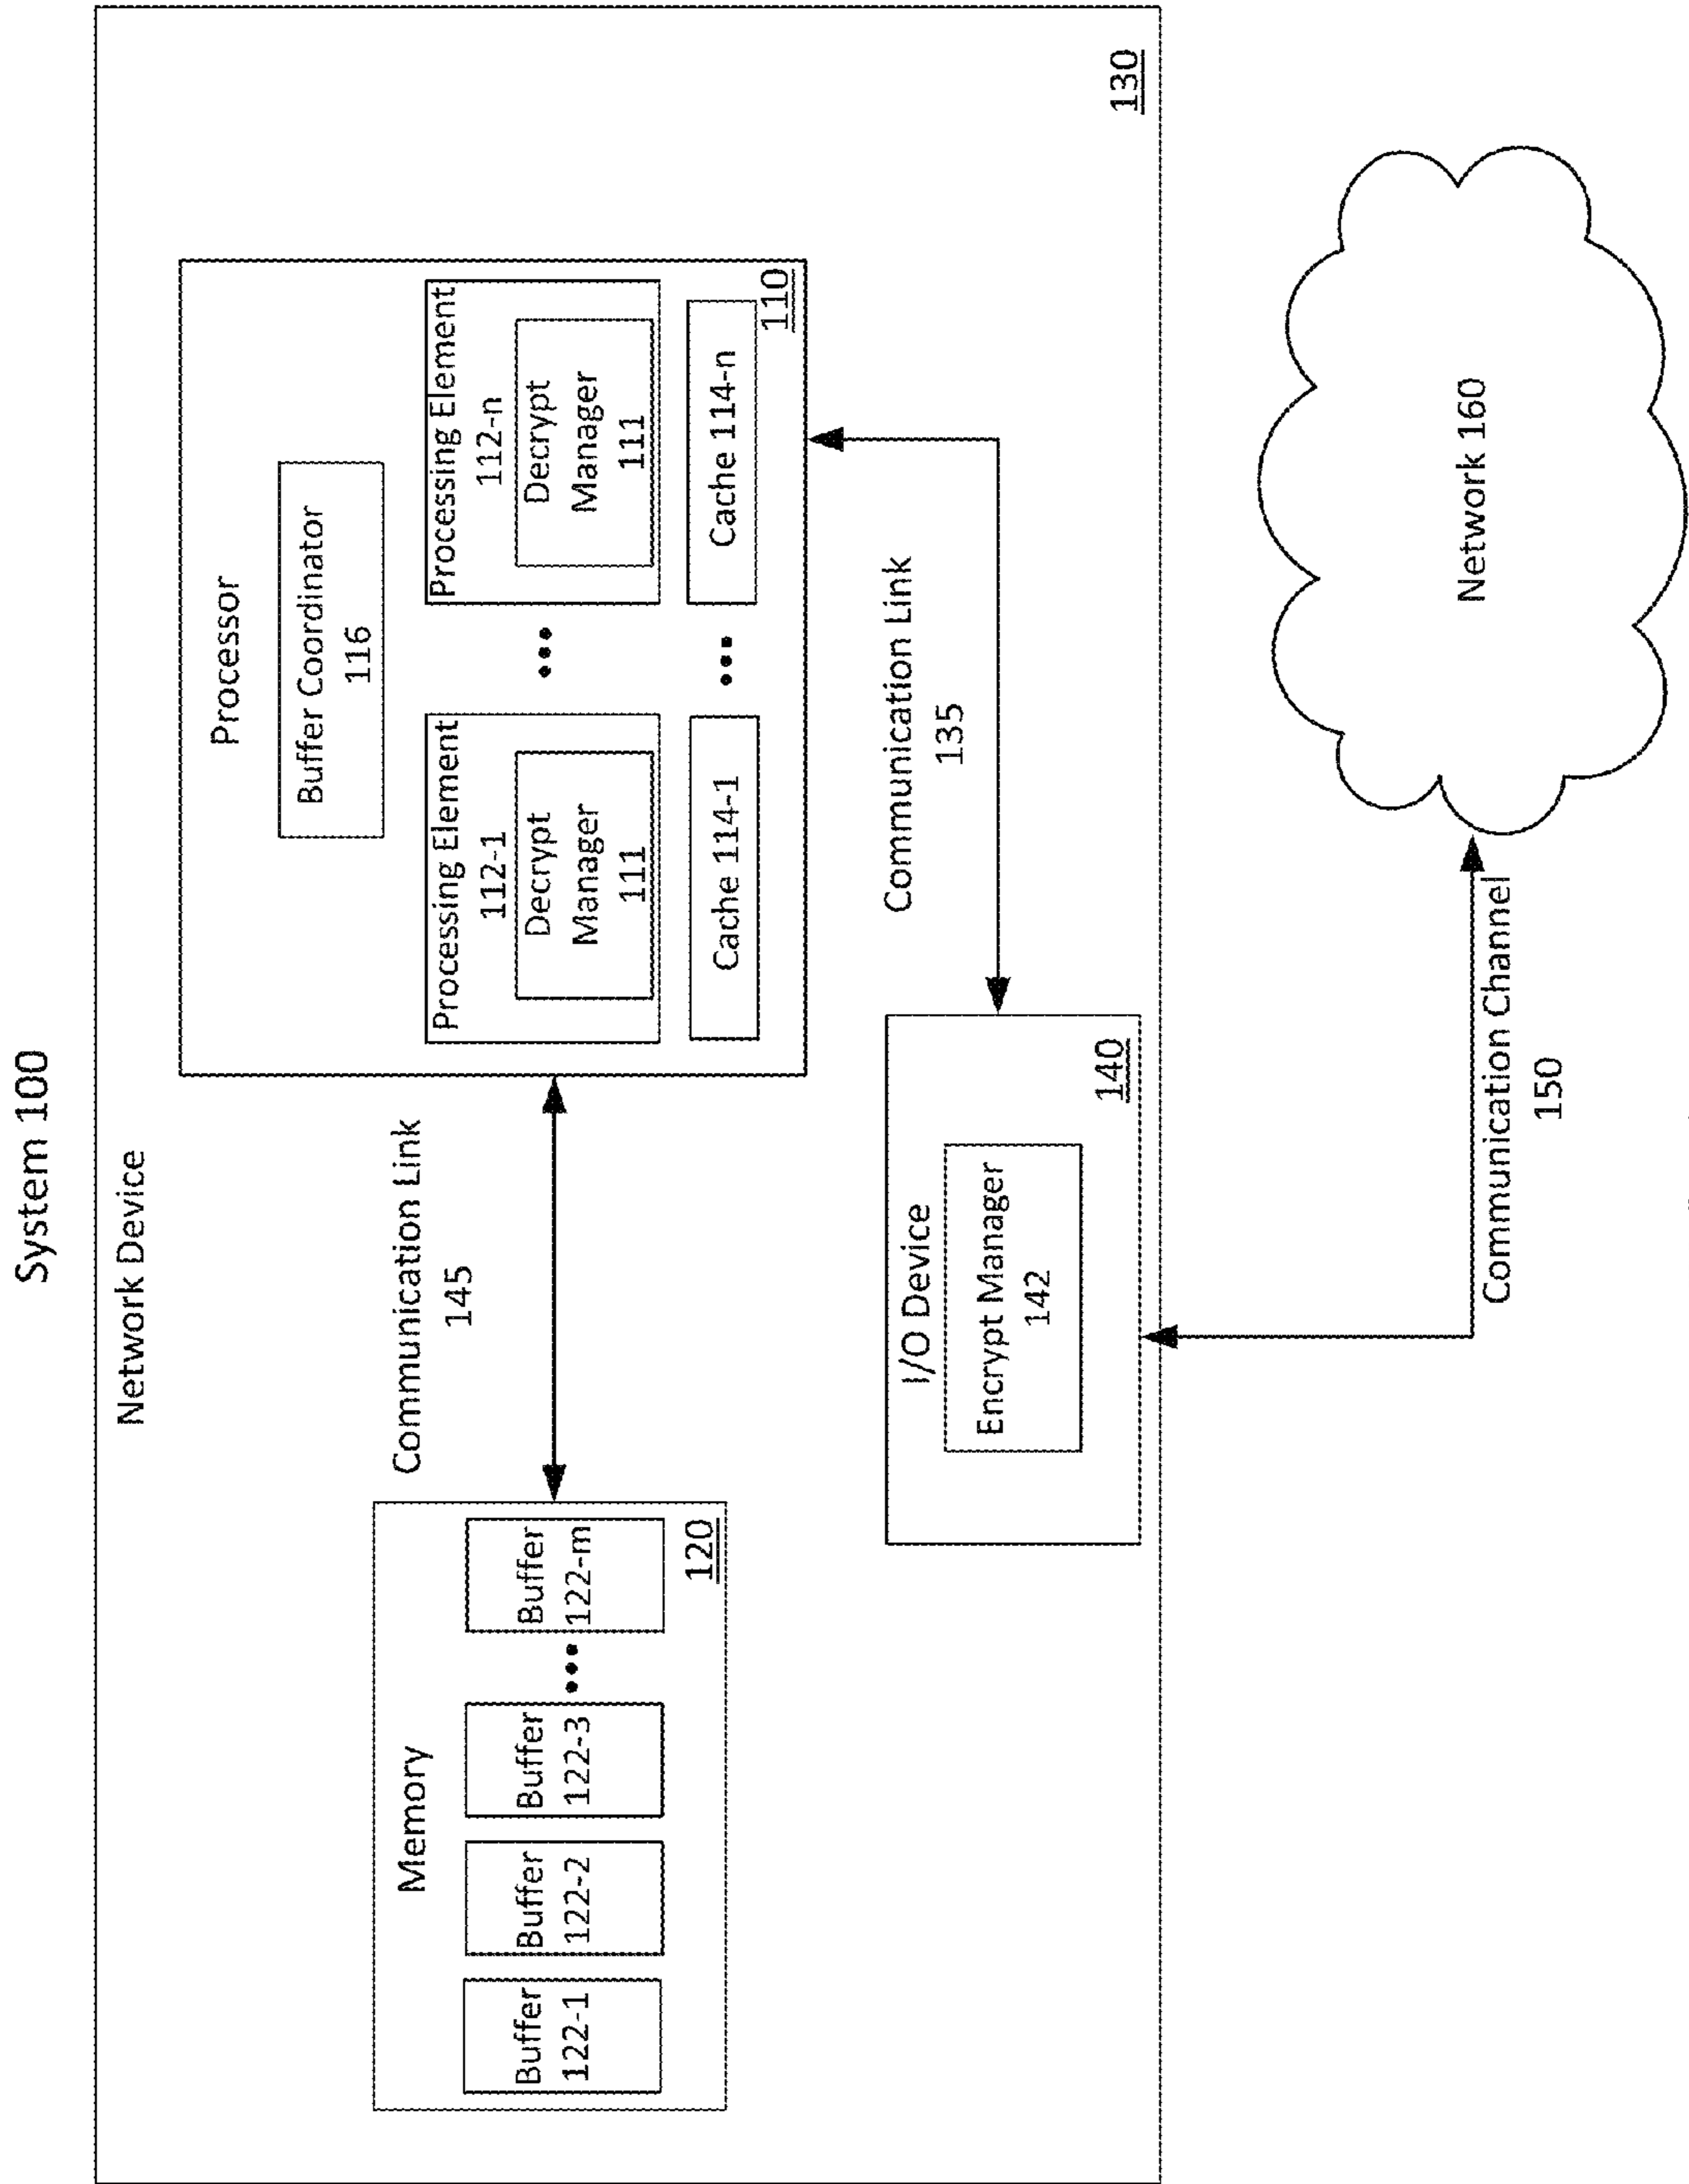 System 100
Network Device
Processor
Buffer Coordinator
116
Processing Element
112-1
Decrypt
Manager
111
Cache 114-1
•••
•••
Processing Element
112-n
Decrypt
Manager
111
Cache 114-n
110
Communication Link
145
Memory
Buffer
122-1
Buffer
122-2
Buffer
122-3
•••
Buffer
122-m
120
Communication Link
135
I/O Device
Encrypt Manager
142
140
130
Communication Channel
150
Network 160